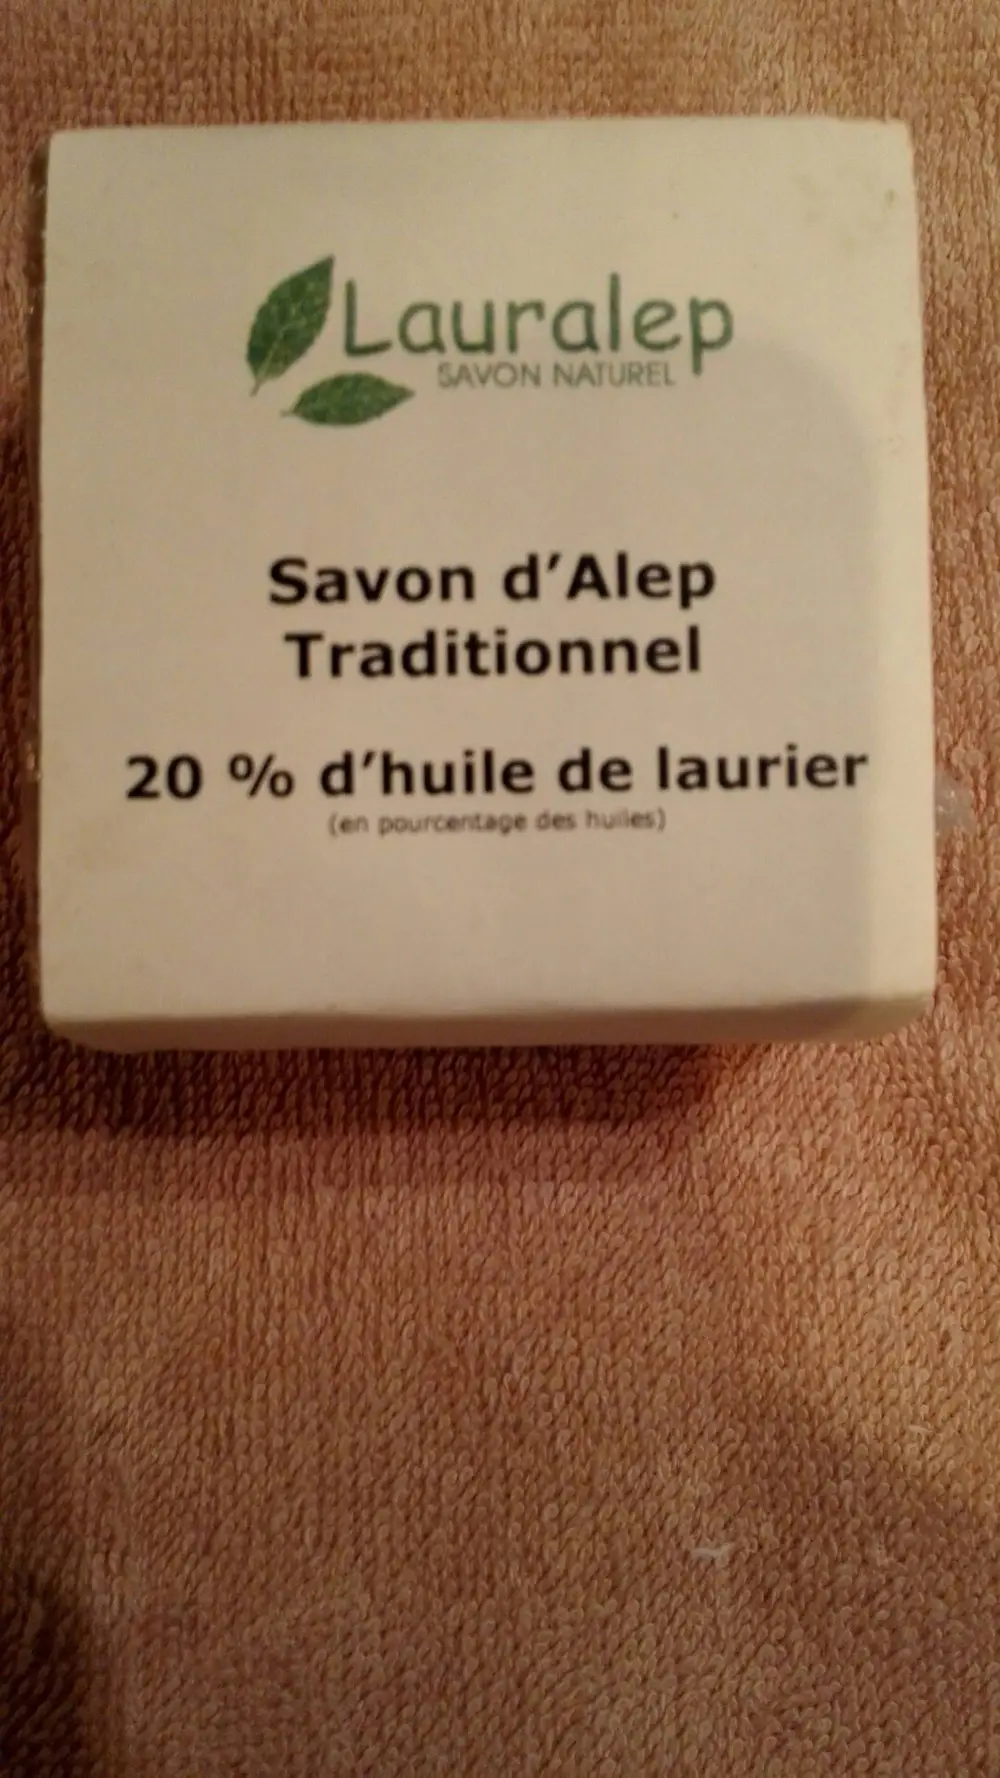 Lauralep
SAVON NATUREL
Savon d'Alep
Traditionnel
20 % d'huile de laurier
(en pourcentage des huiles)